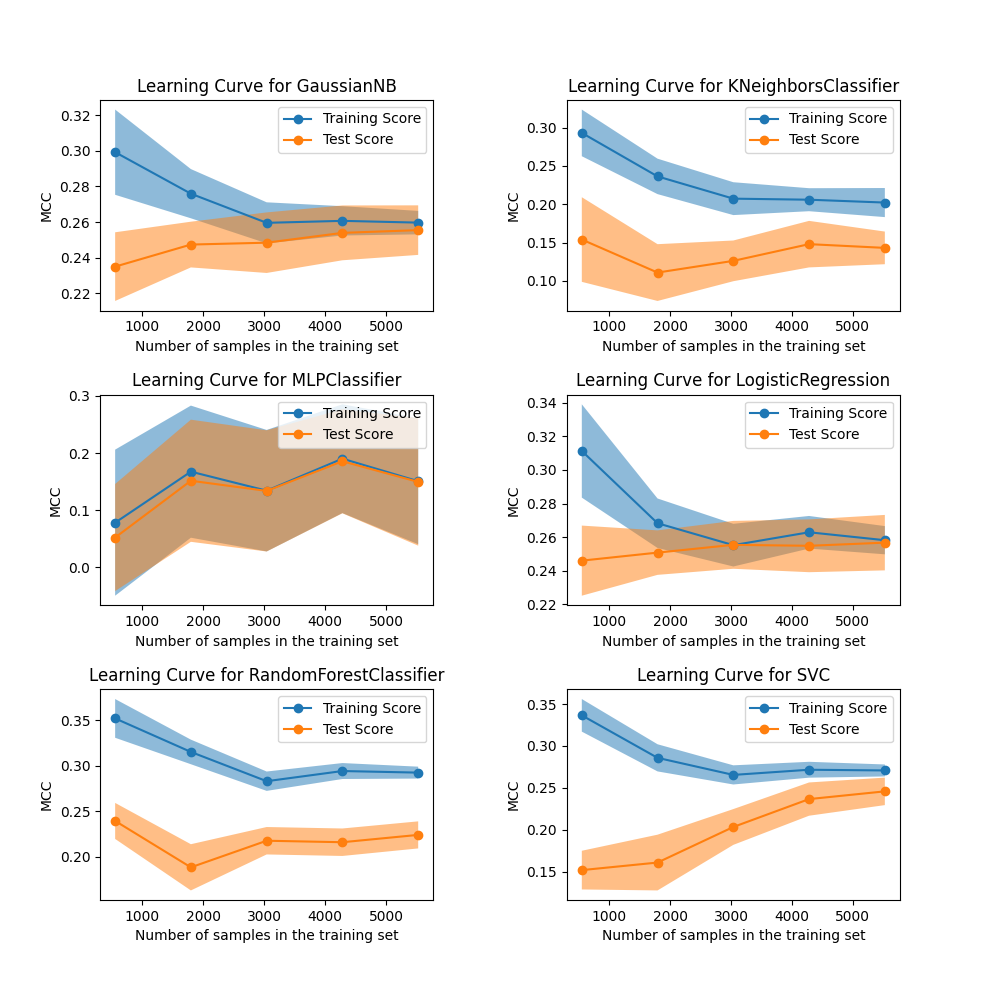 Learning Curve for GaussianNB
0.32
0.30
0.28
0.26
0.24
0.22
MCC
Training Score
Test Score
1000 2000 3000 4000 5000
Number of samples in the training set
Learning Curve for KNeighborsClassifier
0.30
0.25
0.20
0.15
0.10
MCC
Training Score
Test Score
1000 2000 3000 4000 5000
Number of samples in the training set
Learning Curve for MLPClassifier
0.3
0.2
0.1
0.0
MCC
Training Score
Test Score
1000 2000 3000 4000 5000
Number of samples in the training set
Learning Curve for LogisticRegression
0.34
0.32
0.30
0.28
0.26
0.24
0.22
MCC
Training Score
Test Score
1000 2000 3000 4000 5000
Number of samples in the training set
Learning Curve for RandomForestClassifier
0.35
0.30
0.25
0.20
MCC
Training Score
Test Score
1000 2000 3000 4000 5000
Number of samples in the training set
Learning Curve for SVC
0.35
0.30
0.25
0.20
0.15
MCC
Training Score
Test Score
1000 2000 3000 4000 5000
Number of samples in the training set